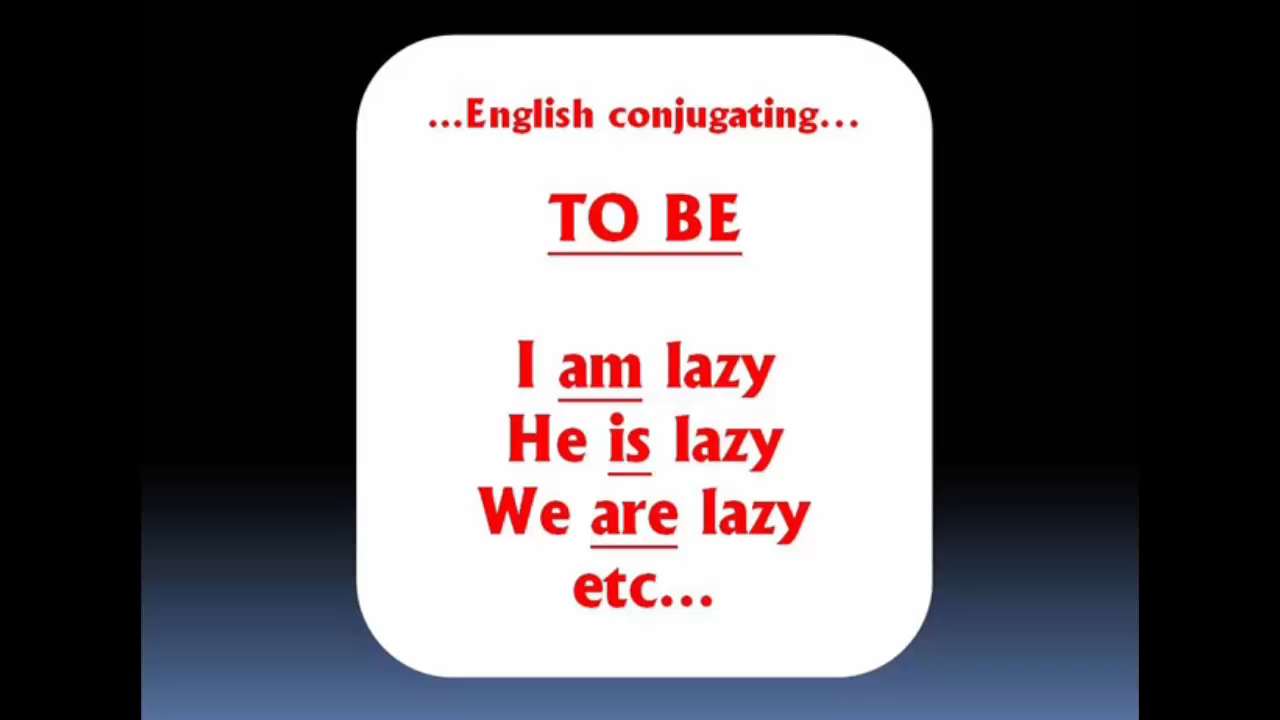 ...English conjugating...
TO BE
I am lazy
He is lazy
We are lazy
etc...